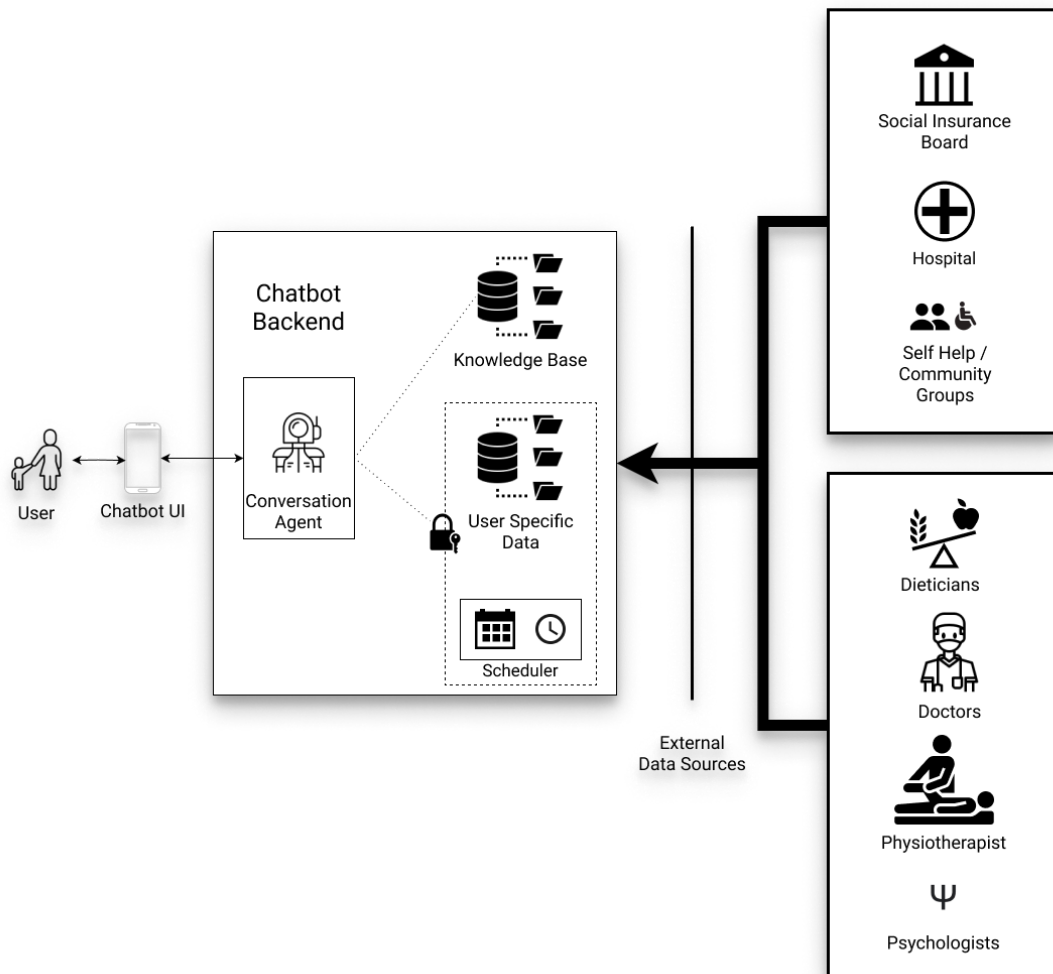 Social Insurance
Board
Hospital
Self Help /
Community
Groups
Chatbot
Backend
Knowledge Base
Conversation
Agent
User Specific
Data
Scheduler
User
Chatbot UI
External
Data Sources
Dieticians
Doctors
Physiotherapist
Ψ
Psychologists